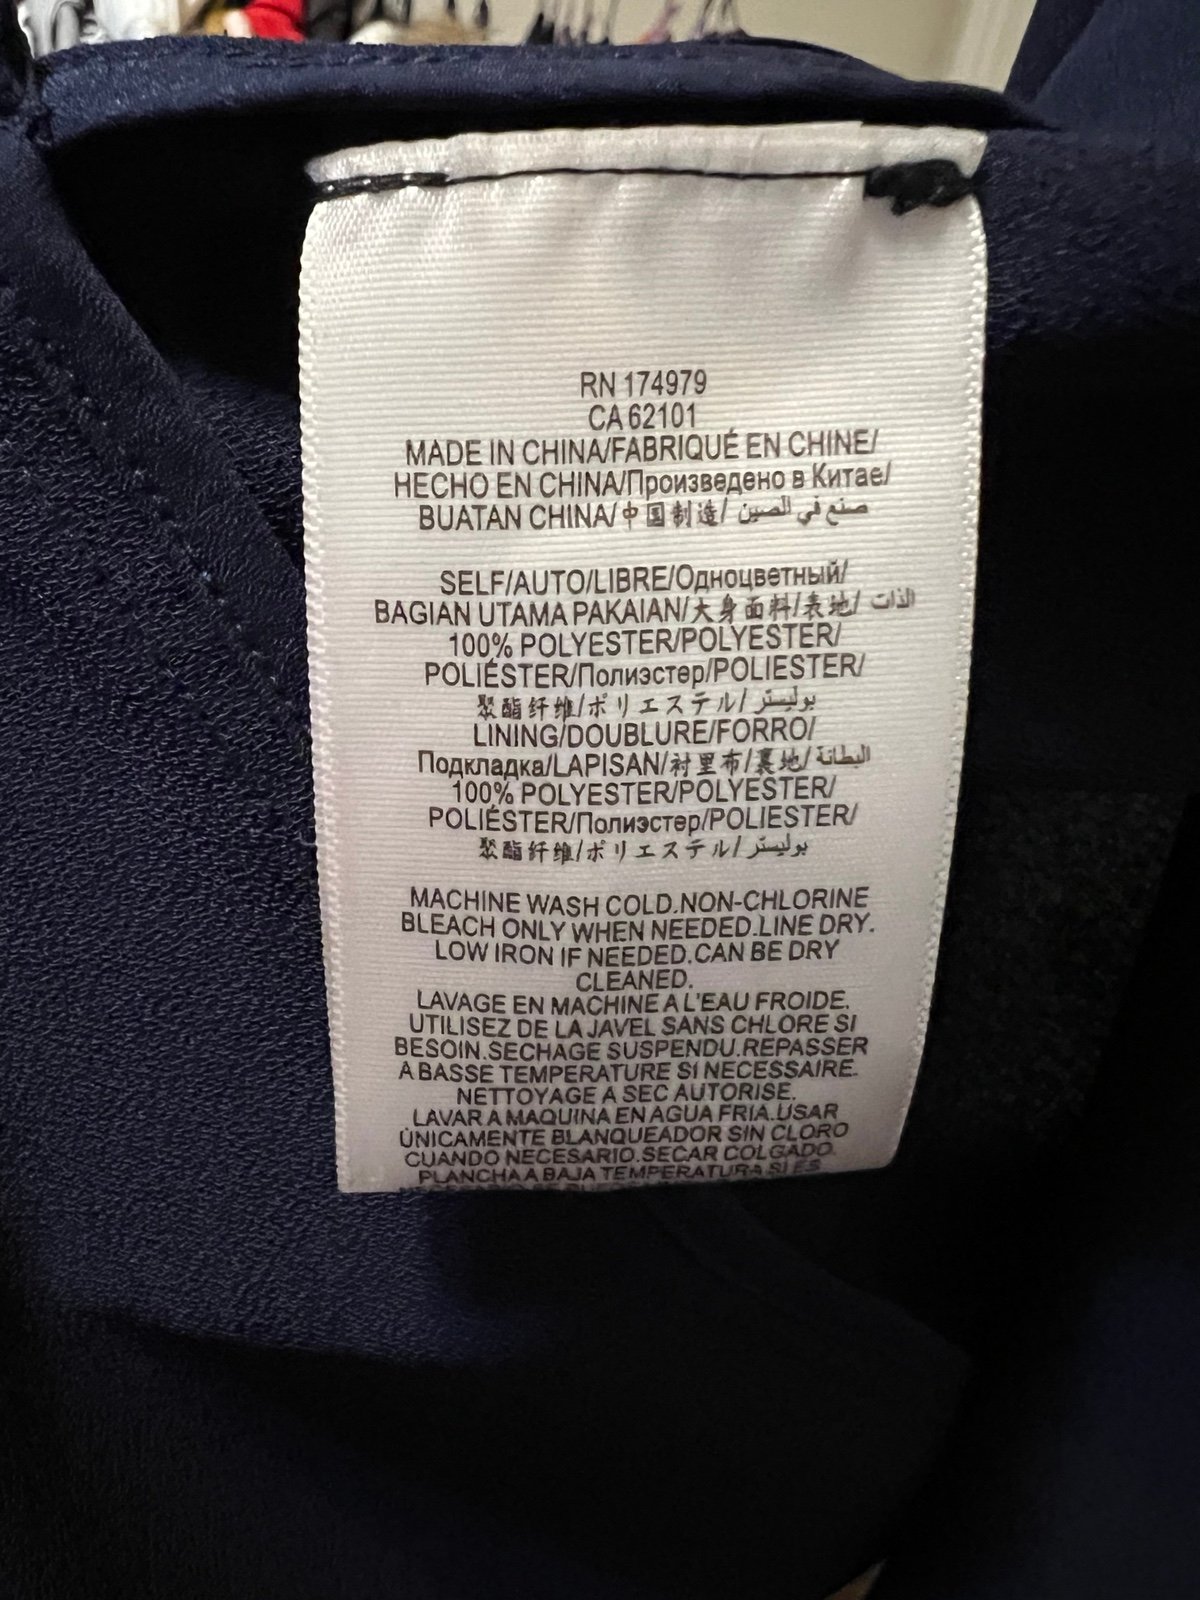 RN 174979
CA 62101
MADE IN CHINA/FABRIQUÉ EN CHINE/
HECHO EN CHINA/Произведено в Китае/
BUATAN CHINA/中国制造/ صنع في الصين
SELF/AUTO/LIBRE/Одноцветный/
BAGIAN UTAMA PAKAIAN/大身面料/表地/ الذات
100% POLYESTER/POLYESTER/
POLIÉSTER/Полиэстер/POLIESTER/
聚酯纤维/ポリエステル/ بوليستر
LINING/DOUBLURE/FORRO/
Подкладка/LAPISAN/衬里布/裏地/ البطانة
100% POLYESTER/POLYESTER/
POLIÉSTER/Полиэстер/POLIESTER/
聚酯纤维/ポリエステル/ بوليستر
MACHINE WASH COLD.NON-CHLORINE
BLEACH ONLY WHEN NEEDED.LINE DRY.
LOW IRON IF NEEDED.CAN BE DRY
CLEANED.
LAVAGE EN MACHINE A L'EAU FROIDE.
UTILISEZ DE LA JAVEL SANS CHLORE SI
BESOIN.SECHAGE SUSPENDU.REPASSER
A BASSE TEMPERATURE SI NECESSAIRE.
NETTOYAGE A SEC AUTORISE.
LAVAR A MAQUINA EN AGUA FRIA.USAR
ÚNICAMENTE BLANQUEADOR SIN CLORO
CUANDO NECESARIO.SECAR COLGADO.
PLANCHA A BAJA TEMPERATURA SI ES